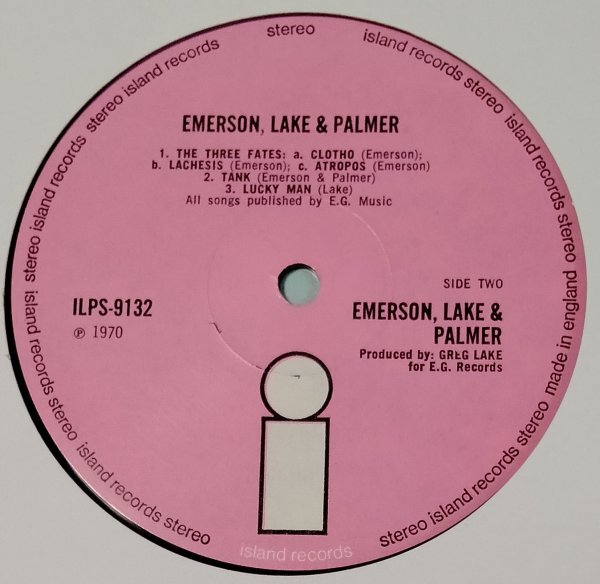 stereo
island records stereo island records stereo made in england stereo
island records stereo island records stereo island records stereo
stereo island records stereo
island records
EMERSON, LAKE & PALMER
1. THE THREE FATES: a. CLOTHO (Emerson);
b. LACHESIS (Emerson); c. ATROPOS (Emerson)
2. TANK (Emerson & Palmer)
3. LUCKY MAN (Lake)
All songs published by E.G. Music
SIDE TWO
ILPS-9132
℗ 1970
EMERSON, LAKE &
PALMER
Produced by: GREG LAKE
for E.G. Records